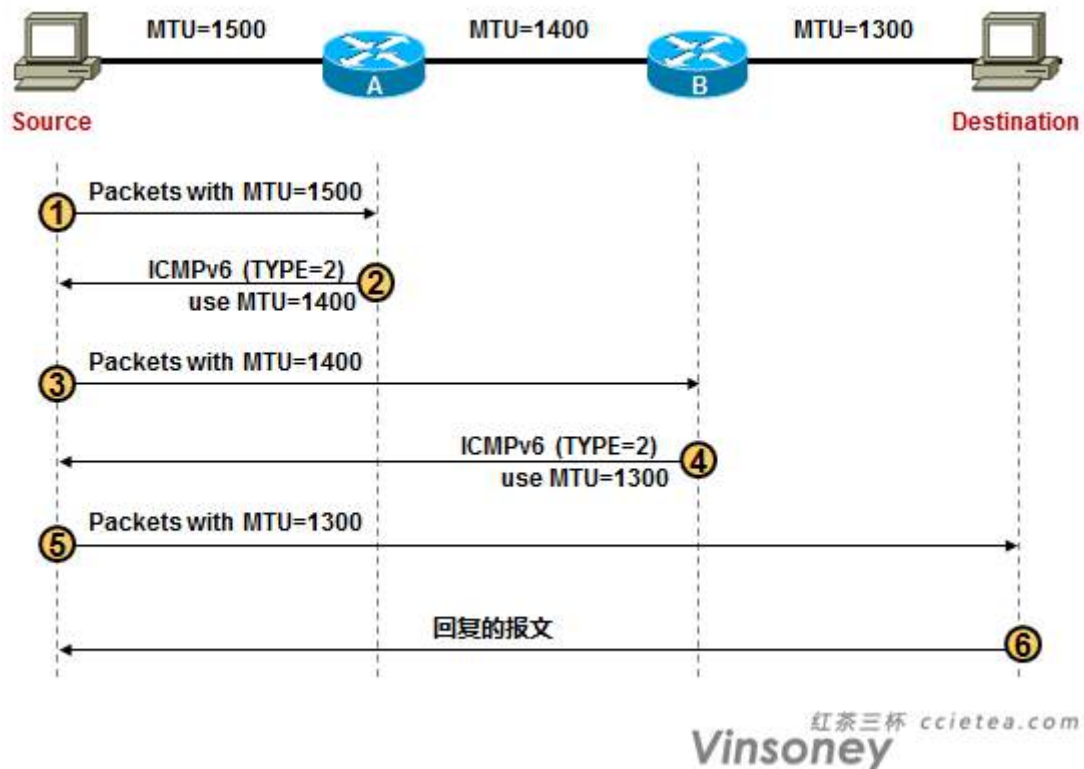 MTU=1500
MTU=1400
MTU=1300
A
B
Source
Destination
Packets with MTU=1500
1
ICMPv6 (TYPE=2)
use MTU=1400
2
Packets with MTU=1400
3
ICMPv6 (TYPE=2)
use MTU=1300
4
Packets with MTU=1300
5
回复的报文
6
红茶三杯 ccietea.com
Vinsoney